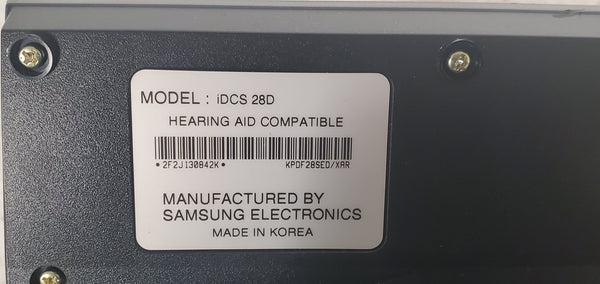 MODEL : iDCS 28D
HEARING AID COMPATIBLE
*2F2J130842K* KPDF28SED/XAR
MANUFACTURED BY
SAMSUNG ELECTRONICS
MADE IN KOREA